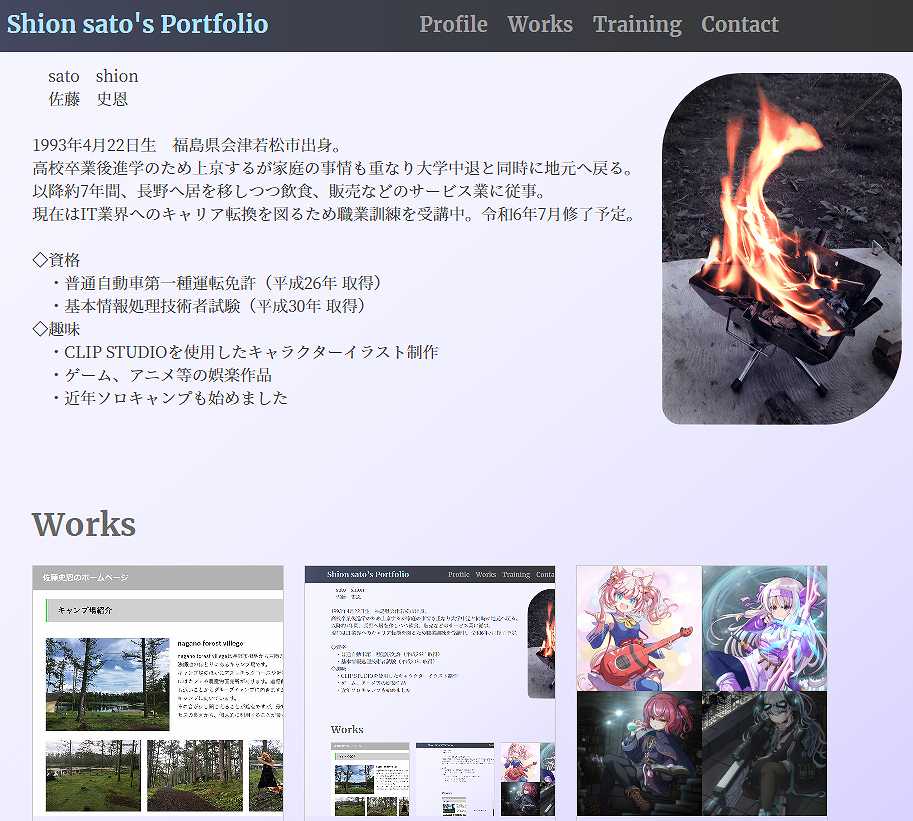 Shion sato's Portfolio
Profile Works Training Contact
sato　shion
佐藤　史恩
1993年4月22日生　福島県会津若松市出身。
高校卒業後進学のため上京するが家庭の事情も重なり大学中退と同時に地元へ戻る。
以降約7年間、長野へ居を移しつつ飲食、販売などのサービス業に従事。
現在はIT業界へのキャリア転換を図るため職業訓練を受講中。令和6年7月修了予定。
◇資格
・普通自動車第一種運転免許（平成26年 取得）
・基本情報処理技術者試験（平成30年 取得）
◇趣味
・CLIP STUDIOを使用したキャラクターイラスト制作
・ゲーム、アニメ等の娯楽作品
・近年ソロキャンプも始めました
Works
佐藤史恩のホームページ
キャンプ場紹介
nagano forest village
Shion sato's Portfolio
Profile Works Training Conta
sato shion
佐藤 史恩
Works